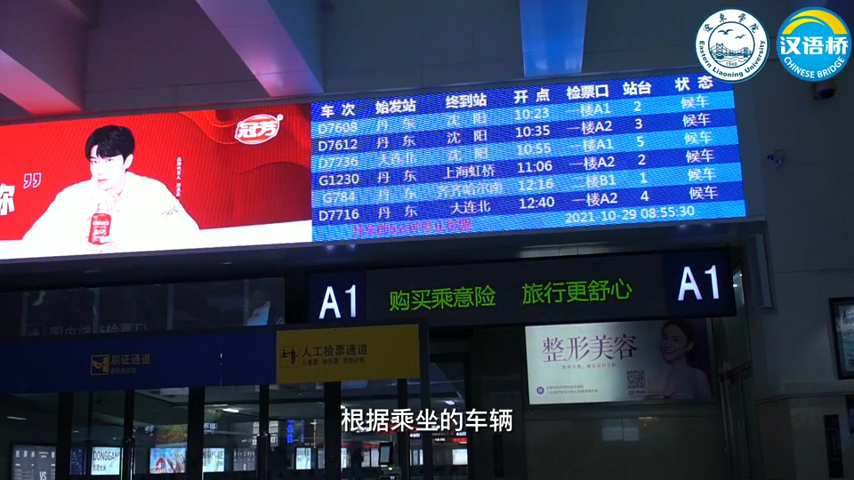 遼東学院
Eastern Liaoning University
汉语桥
CHINESE BRIDGE
冠芳
你”
车次 始发站 终到站 开点 检票口 站台 状态
D7608 丹东 沈阳 10:23 一楼A1 2 候车
D7612 丹东 沈阳 10:35 一楼A2 3 候车
D7736 大连北 沈阳 10:55 一楼A1 5 候车
G1230 丹东 上海虹桥 11:06 一楼A2 2 候车
G784 丹东 齐齐哈尔南 12:16 一楼B1 1 候车
D7716 丹东 大连北 12:40 一楼A2 4 候车
2021-10-29 08:55:30
A1 购买乘意险 旅行更舒心 A1
刷证通道
人工检票通道
整形美容
根据乘坐的车辆